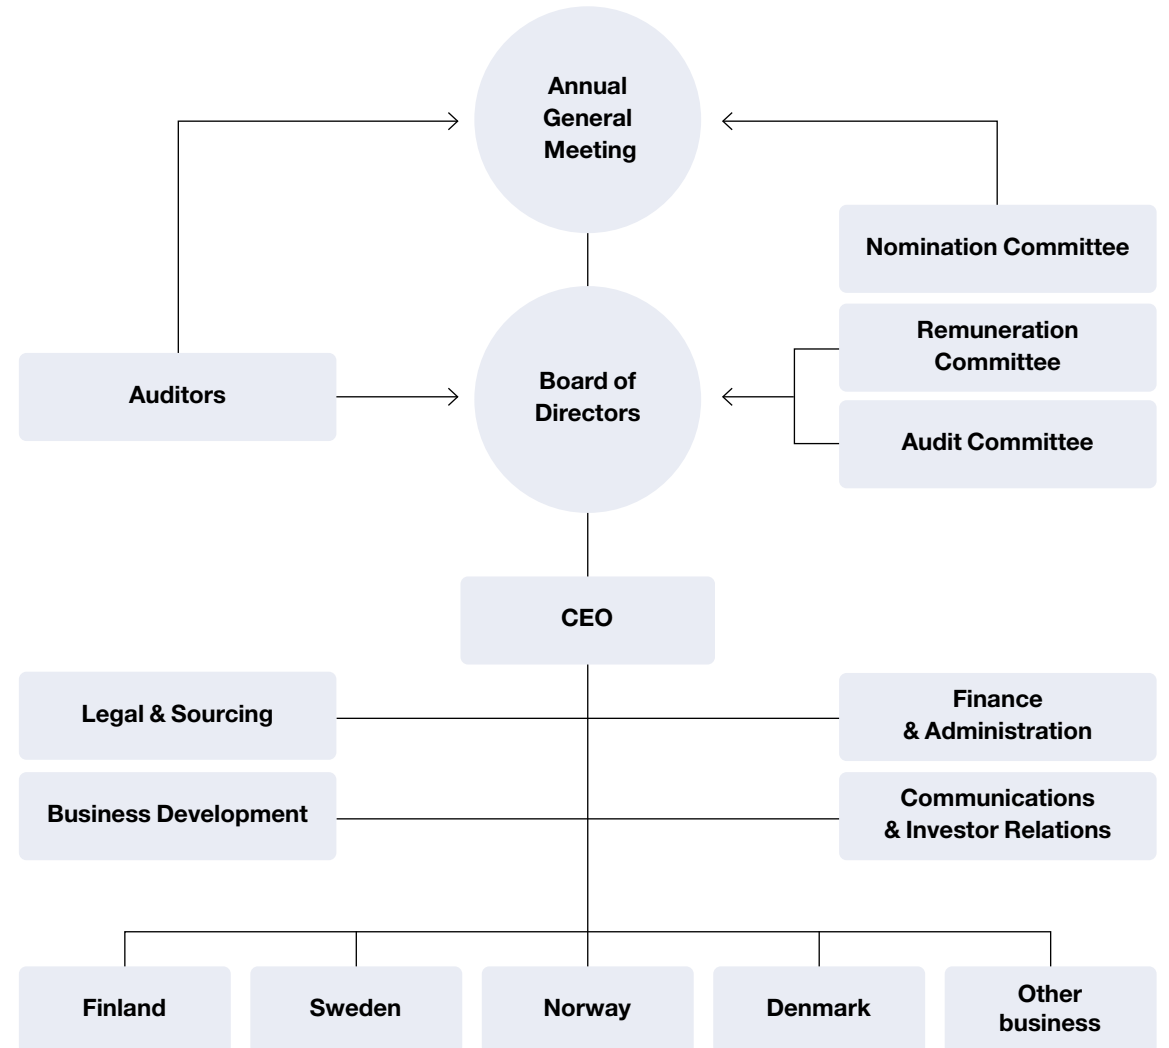 Annual
General
Meeting
Nomination Committee
Remuneration
Committee
Auditors
Board of
Directors
Audit Committee
CEO
Legal & Sourcing
Finance
& Administration
Business Development
Communications
& Investor Relations
Finland
Sweden
Norway
Denmark
Other
business